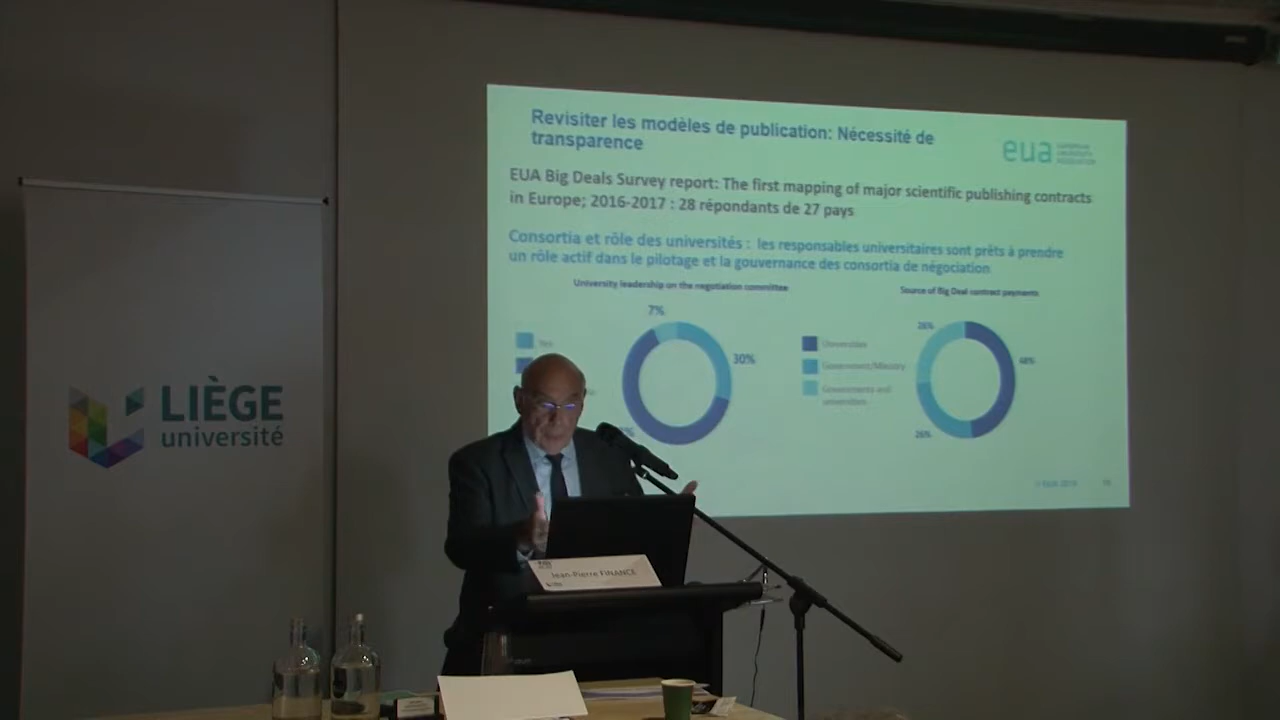 Revisiter les modèles de publication: Nécessité de
transparence
eua
EUA Big Deals Survey report: The first mapping of major scientific publishing contracts
in Europe; 2016-2017 : 28 répondants de 27 pays
Consortia et rôle des universités : les responsables universitaires sont prêts à prendre
un rôle actif dans le pilotage et la gouvernance des consortia de négociation
University leadership on the negotiation committee
7%
30%
Yes
Source of Big Deal contract payments
Universities
Government/Ministry
Governments and
universities
26%
48%
26%
© EUA 2019
LIÈGE
université
Jean-Pierre FINANCE